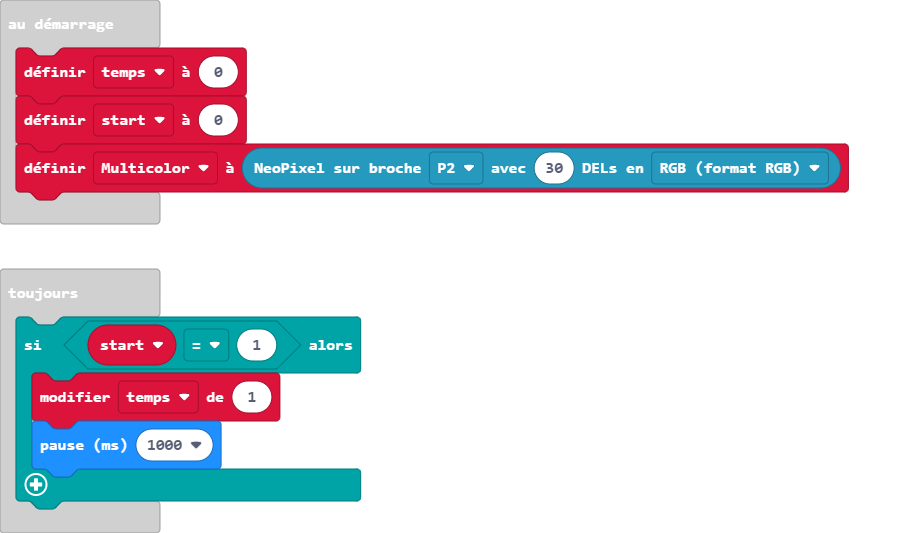 au démarrage
définir temps à 0
définir start à 0
définir Multicolor à NeoPixel sur broche P2 avec 30 DELs en RGB (format RGB)
toujours
si start = 1 alors
modifier temps de 1
pause (ms) 1000